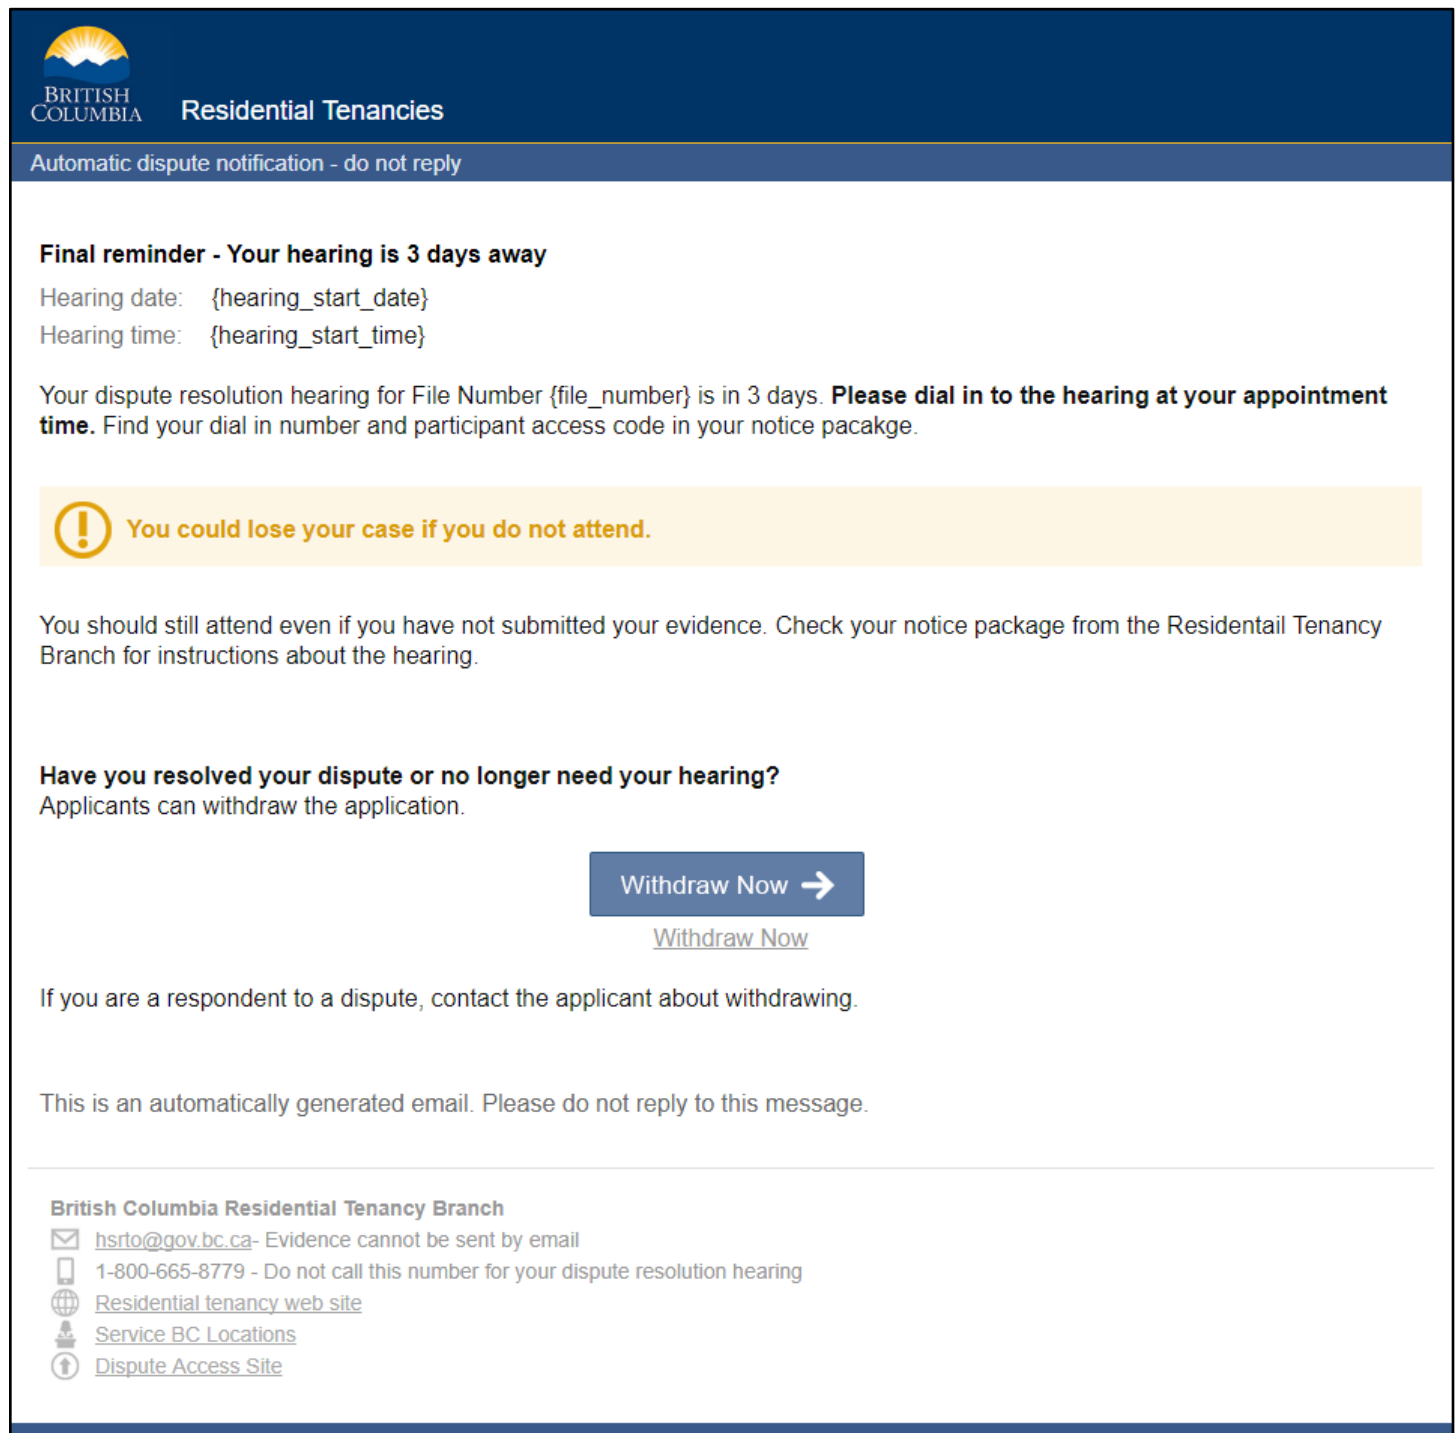 BRITISH
COLUMBIA
Residential Tenancies
Automatic dispute notification - do not reply
Final reminder - Your hearing is 3 days away
Hearing date: {hearing_start_date}
Hearing time: {hearing_start_time}
Your dispute resolution hearing for File Number {file_number} is in 3 days. Please dial in to the hearing at your appointment
time. Find your dial in number and participant access code in your notice pacakge.
You could lose your case if you do not attend.
You should still attend even if you have not submitted your evidence. Check your notice package from the Residentail Tenancy
Branch for instructions about the hearing.
Have you resolved your dispute or no longer need your hearing?
Applicants can withdraw the application.
Withdraw Now
Withdraw Now
If you are a respondent to a dispute, contact the applicant about withdrawing.
This is an automatically generated email. Please do not reply to this message.
British Columbia Residential Tenancy Branch
hsrto@gov.bc.ca- Evidence cannot be sent by email
1-800-665-8779 - Do not call this number for your dispute resolution hearing
Residential tenancy web site
Service BC Locations
Dispute Access Site